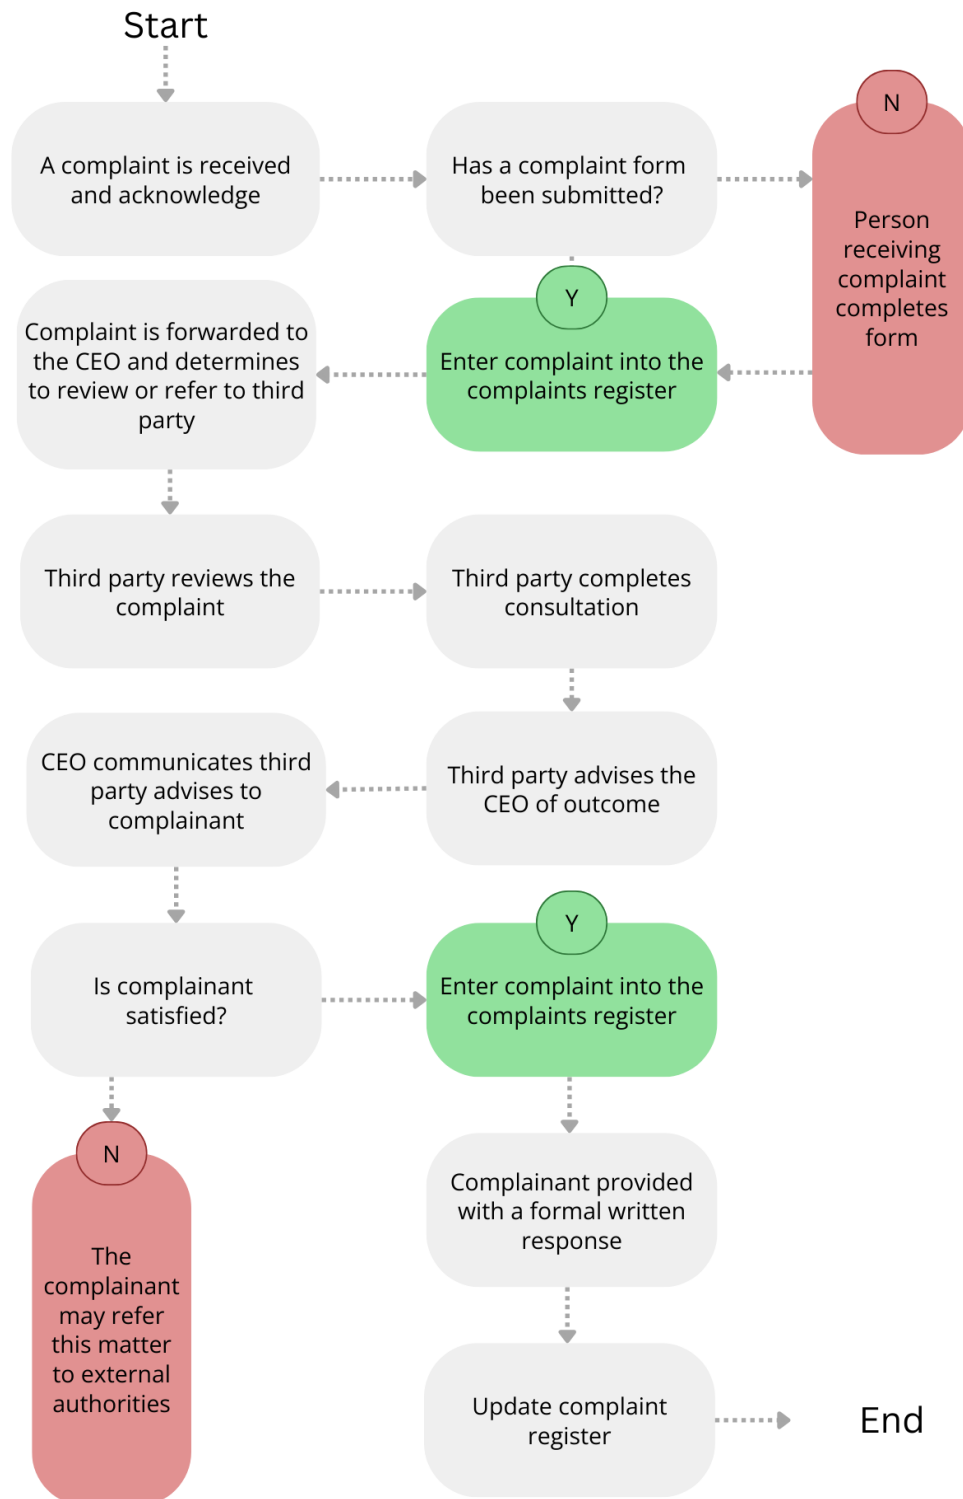 Start
A complaint is received
and acknowledge
Has a complaint form
been submitted?
N
Person
receiving
complaint
completes
form
Y
Enter complaint into the
complaints register
Complaint is forwarded to
the CEO and determines
to review or refer to third
party
Third party reviews the
complaint
Third party completes
consultation
Third party advises the
CEO of outcome
CEO communicates third
party advises to
complainant
Is complainant
satisfied?
Y
Enter complaint into the
complaints register
N
The
complainant
may refer
this matter
to external
authorities
Complainant provided
with a formal written
response
Update complaint
register
End